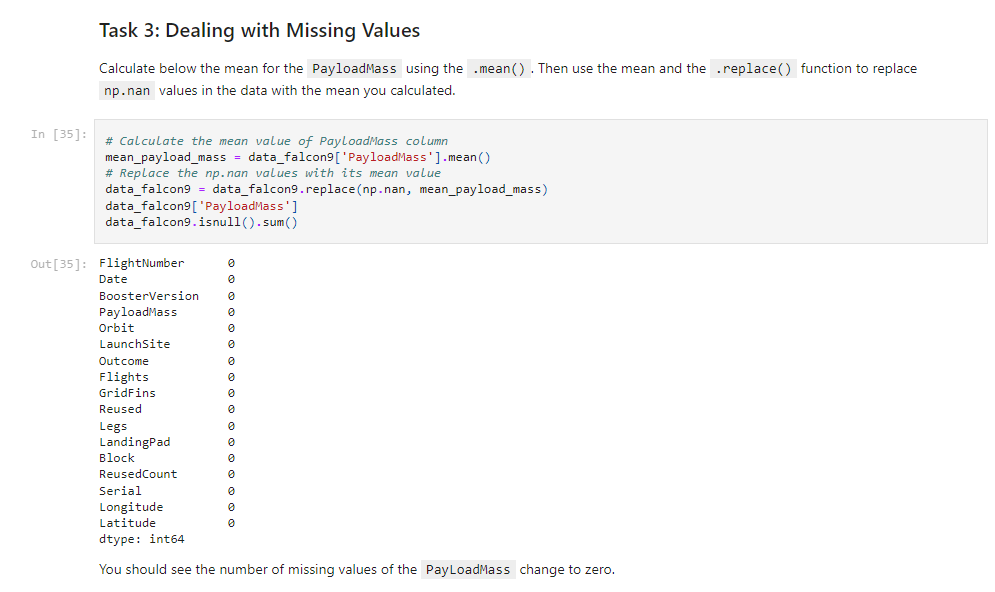 Task 3: Dealing with Missing Values
Calculate below the mean for the PayloadMass using the .mean() . Then use the mean and the .replace() function to replace
np.nan values in the data with the mean you calculated.
In [35]:
# Calculate the mean value of PayloadMass column
mean_payload_mass = data_falcon9['PayloadMass'].mean()
# Replace the np.nan values with its mean value
data_falcon9 = data_falcon9.replace(np.nan, mean_payload_mass)
data_falcon9['PayloadMass']
data_falcon9.isnull().sum()
Out[35]:
FlightNumber 0
Date 0
BoosterVersion 0
PayloadMass 0
Orbit 0
LaunchSite 0
Outcome 0
Flights 0
GridFins 0
Reused 0
Legs 0
LandingPad 0
Block 0
ReusedCount 0
Serial 0
Longitude 0
Latitude 0
dtype: int64
You should see the number of missing values of the PayLoadMass change to zero.